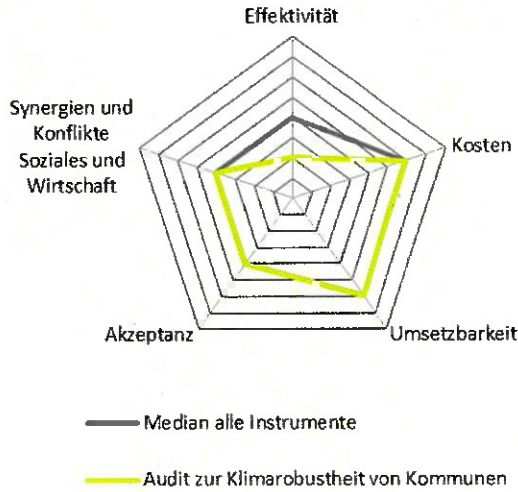 Effektivität
Synergien und
Konflikte
Soziales und
Wirtschaft
Kosten
Akzeptanz
Umsetzbarkeit
Median alle Instrumente
Audit zur Klimarobustheit von Kommunen